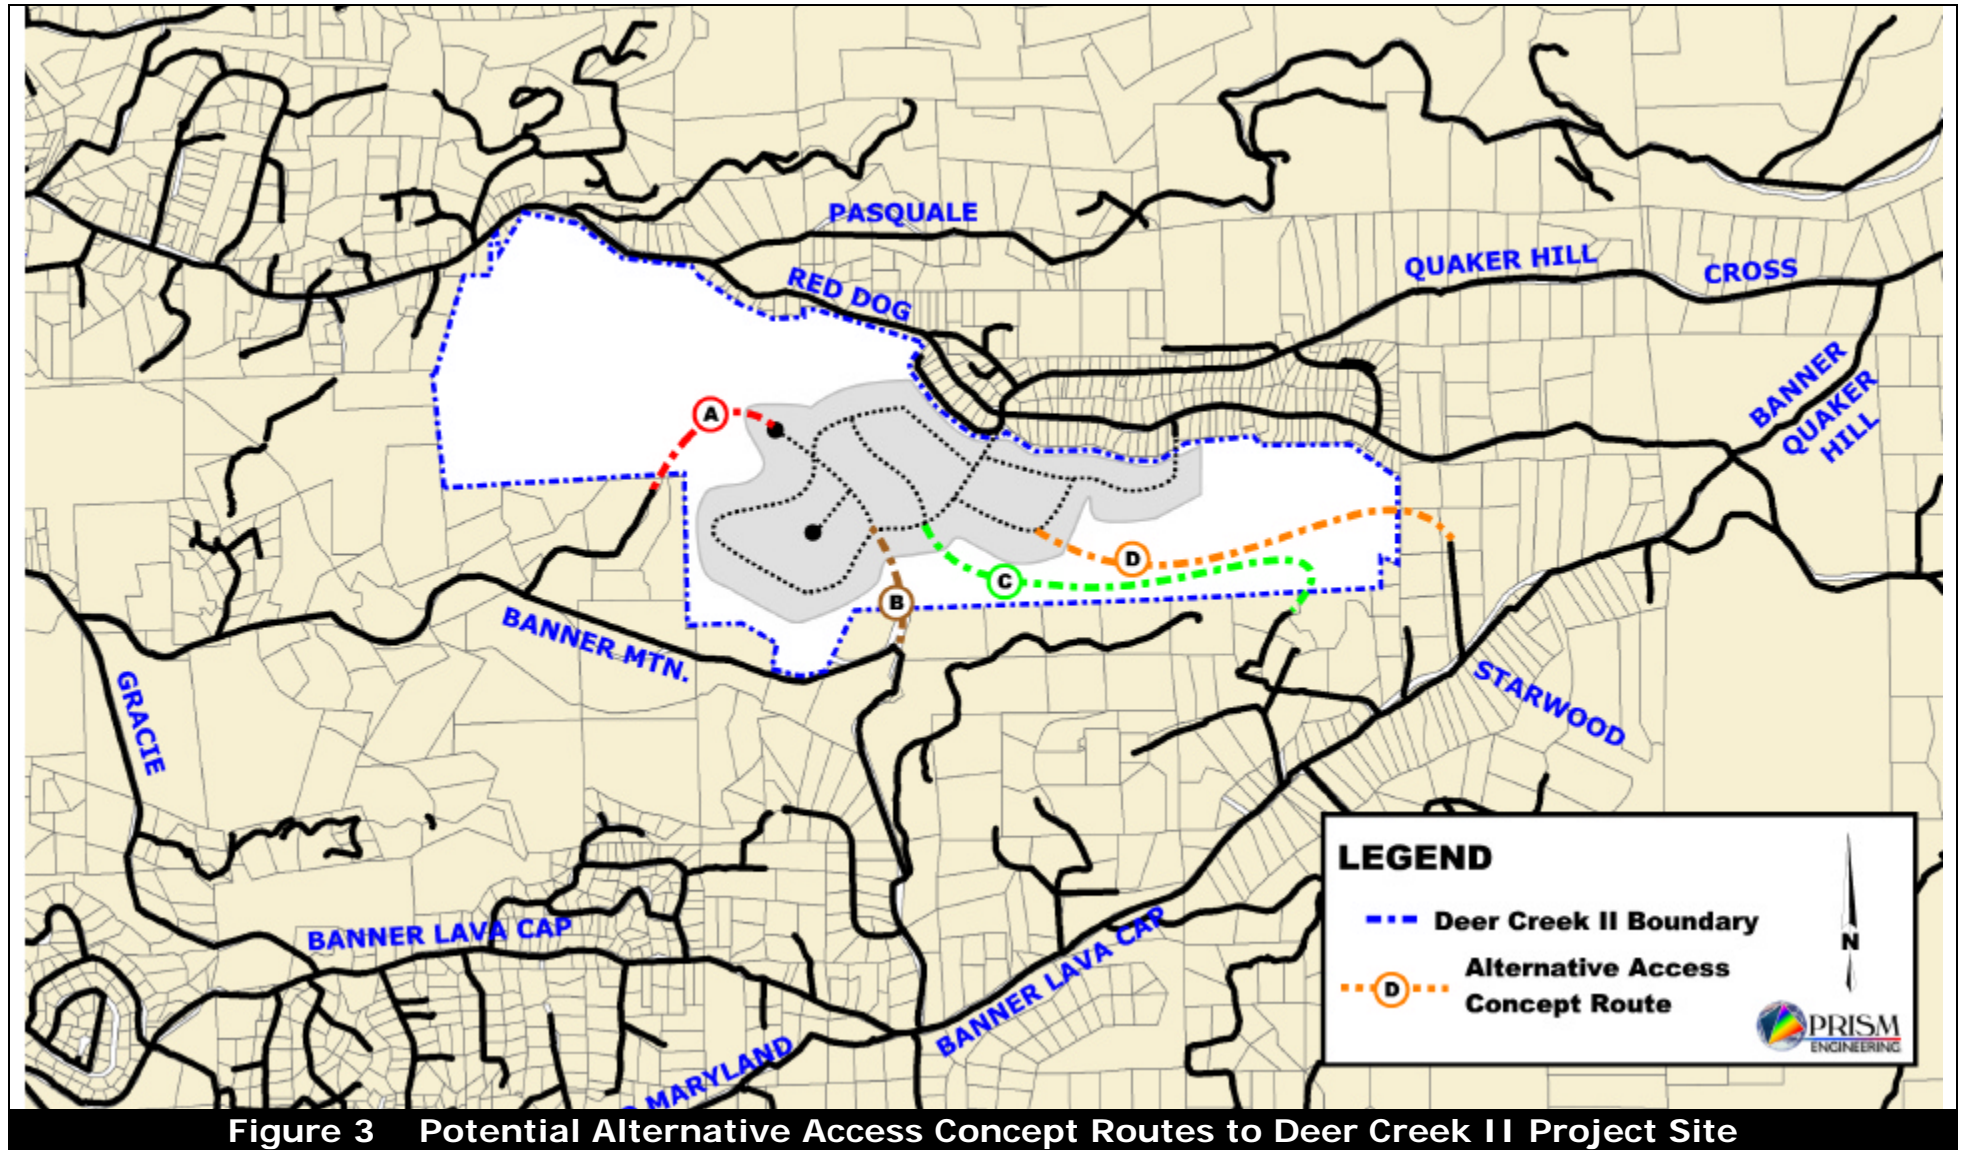 PASQUALE
RED DOG
QUAKER HILL
CROSS
BANNER
QUAKER
HILL
A
B
C
D
BANNER MTN.
GRACIE
STARWOOD
BANNER LAVA CAP
BANNER LAVA CAP
MARYLAND
LEGEND
Deer Creek II Boundary
D
Alternative Access
Concept Route
N
PRISM
ENGINEERING
Figure 3 Potential Alternative Access Concept Routes to Deer Creek II Project Site